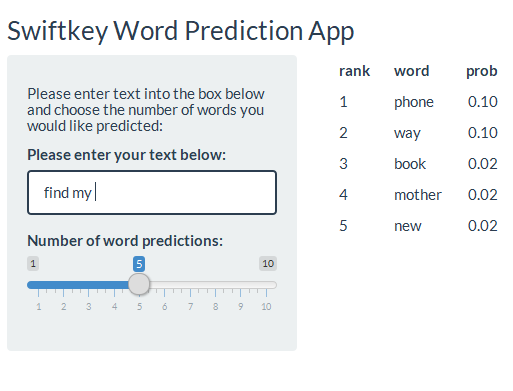 Swiftkey Word Prediction App
Please enter text into the box below
and choose the number of words you
would like predicted:
Please enter your text below:
find my
Number of word predictions:
1 5 10
1 2 3 4 5 6 7 8 9 10
rank word prob
1 phone 0.10
2 way 0.10
3 book 0.02
4 mother 0.02
5 new 0.02